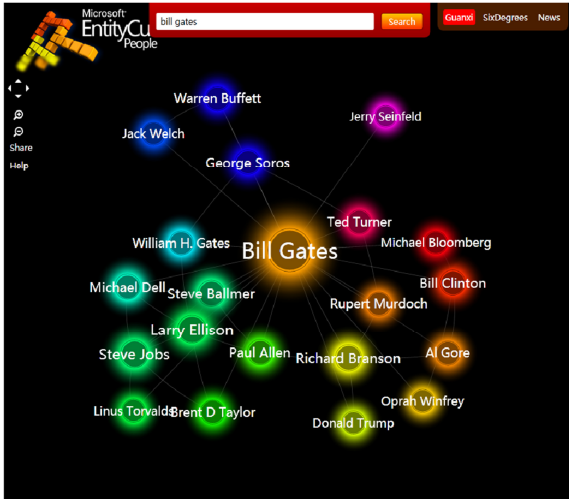 Microsoft®
EntityCu
People
bill gates
Search
Guanxi
SixDegrees
News
Share
Help
Warren Buffett
Jerry Seinfeld
Jack Welch
George Soros
Ted Turner
William H. Gates
Bill Gates
Michael Bloomberg
Michael Dell
Steve Ballmer
Bill Clinton
Rupert Murdoch
Larry Ellison
Steve Jobs
Paul Allen
Richard Branson
Al Gore
Oprah Winfrey
Linus Torvalds
Brent D Taylor
Donald Trump